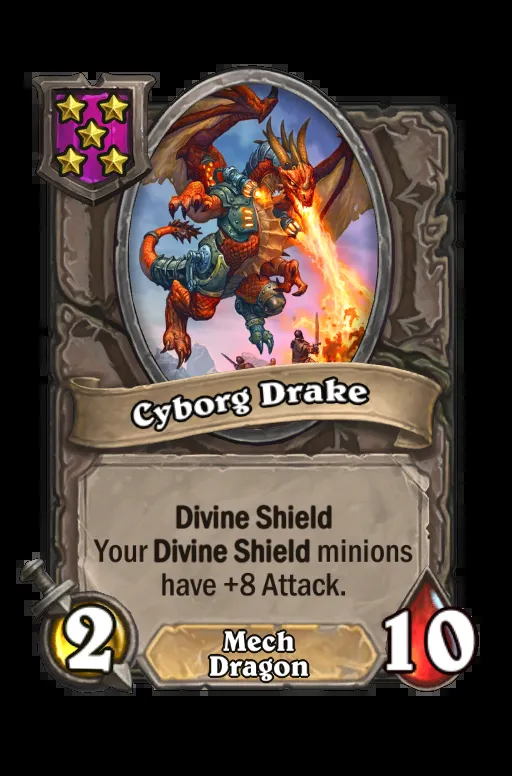 Cyborg Drake
Divine Shield
Your Divine Shield minions
have +8 Attack.
2
Mech
Dragon
10